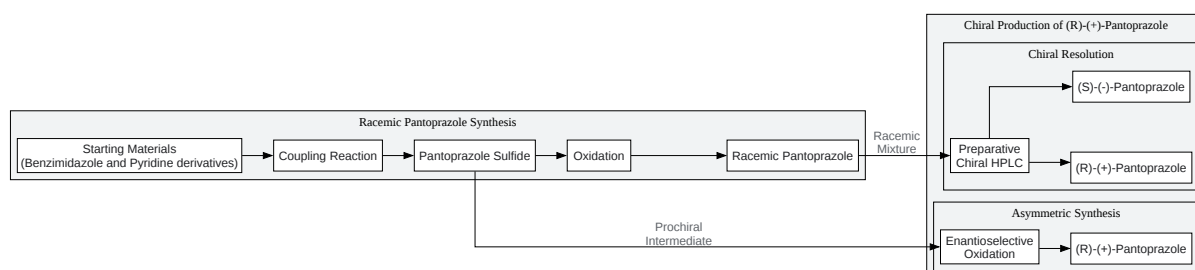 Chiral Production of (R)-(+)-Pantoprazole
Chiral Resolution
(S)-(-)-Pantoprazole
Racemic Pantoprazole Synthesis
Racemic
Mixture
Starting Materials
(Benzimidazole and Pyridine derivatives)
Coupling Reaction
Pantoprazole Sulfide
Oxidation
Racemic Pantoprazole
Preparative
Chiral HPLC
(R)-(+)-Pantoprazole
Asymmetric Synthesis
Prochiral
Intermediate
Enantioselective
Oxidation
(R)-(+)-Pantoprazole